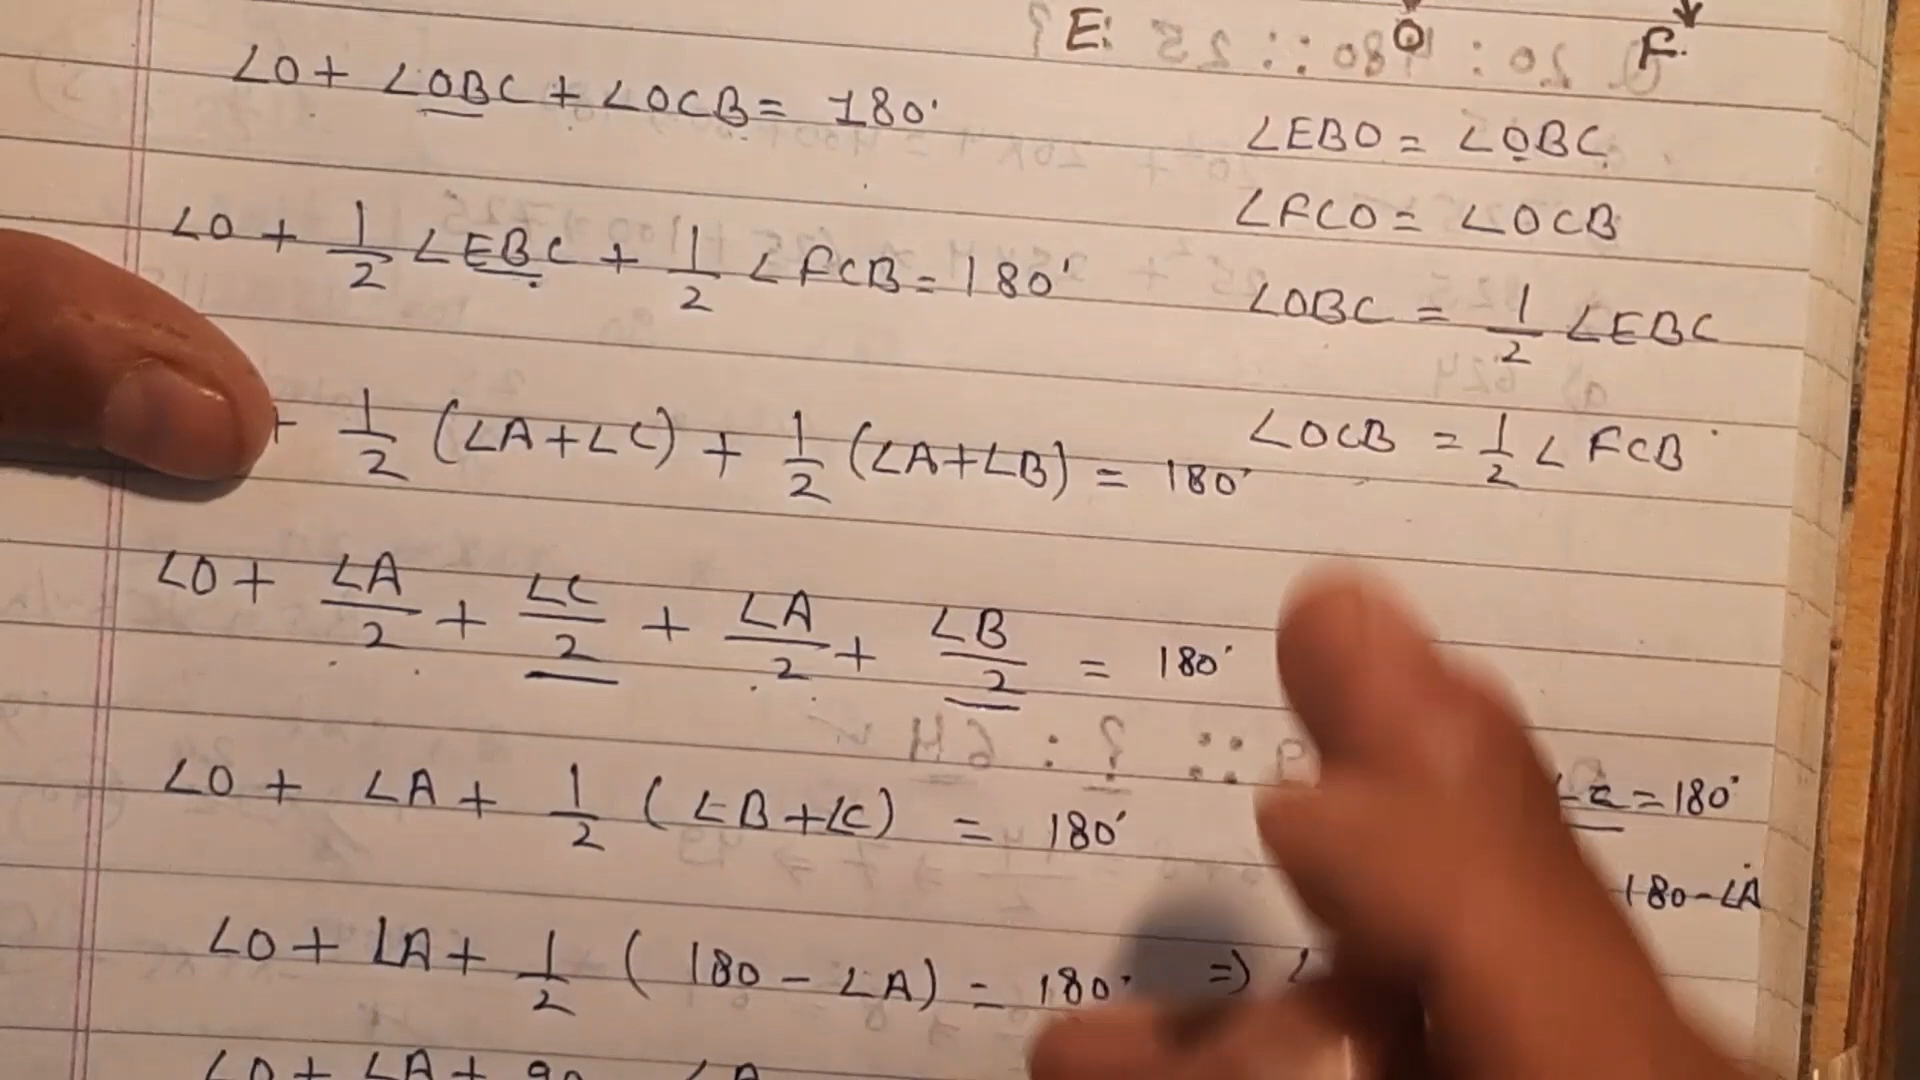 O F.
E:
∠O + ∠OBC + ∠OCB = 180°
∠EBO = ∠OBC
∠FCO = ∠OCB
∠O + 1/2 ∠EBC + 1/2 ∠FCB = 180°
∠OBC = 1/2 ∠EBC
+ 1/2 (∠A + ∠C) + 1/2 (∠A + ∠B) = 180°
∠OCB = 1/2 ∠FCB
∠O + ∠A/2 + ∠C/2 + ∠A/2 + ∠B/2 = 180°
∠O + ∠A + 1/2 (∠B + ∠C) = 180°
= 180°
180 - ∠A
∠O + ∠A + 1/2 (180 - ∠A) = 180° ⇒ ∠
∠O + ∠A + 90 ∠A